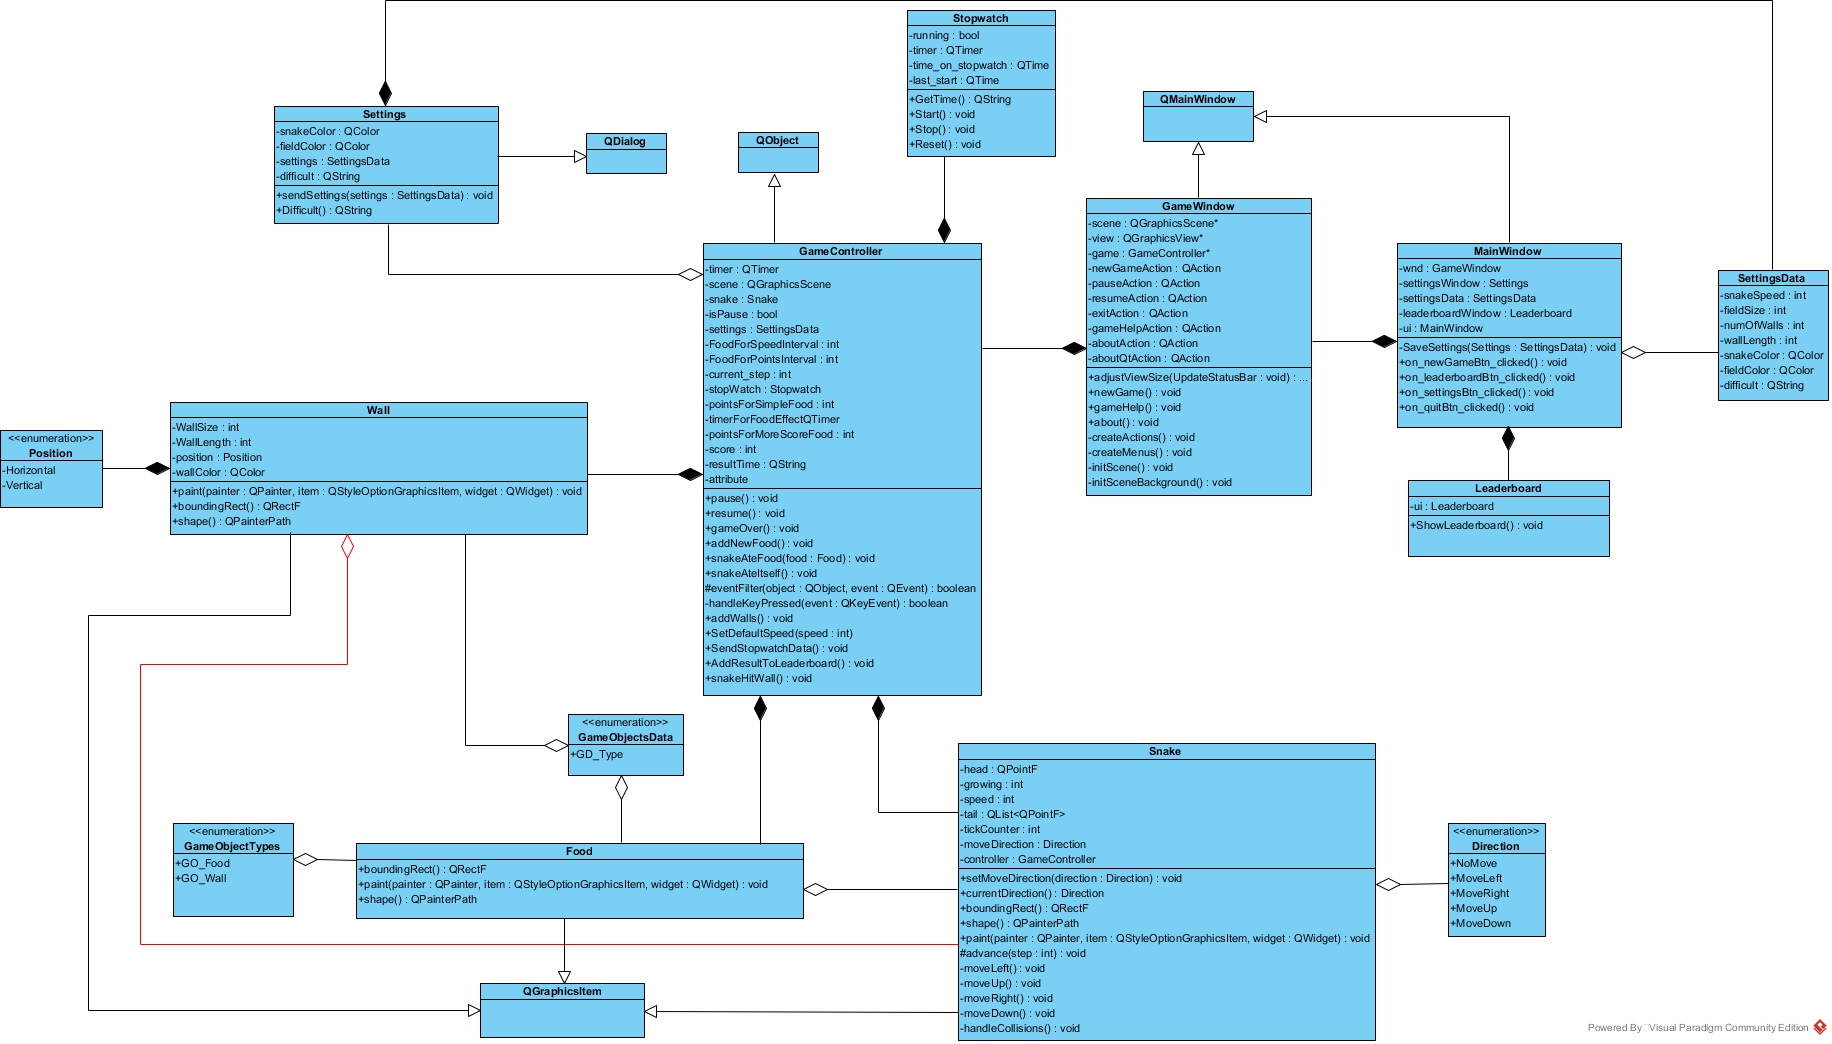 Stopwatch
-running : bool
-timer : QTimer
-time_on_stopwatch : QTime
-last_start : QTime
+GetTime() : QString
+Start() : void
+Stop() : void
+Reset() : void
Settings
-snakeColor : QColor
-fieldColor : QColor
-settings : SettingsData
-difficult : QString
+sendSettings(settings : SettingsData) : void
+Difficult() : QString
QDialog
QObject
QMainWindow
GameController
-timer : QTimer
-scene : QGraphicsScene
-snake : Snake
-isPause : bool
-settings : SettingsData
-FoodForSpeedInterval : int
-FoodForPointsInterval : int
-current_step : int
-stopWatch : Stopwatch
-pointsForSimpleFood : int
-timerForFoodEffectQTimer
-pointsForMoreScoreFood : int
-score : int
-resultTime : QString
-attribute
+pause() : void
+resume() : void
+gameOver() : void
+addNewFood() : void
+snakeAteFood(food : Food) : void
+snakeAteItself() : void
#eventFilter(object : QObject, event : QEvent) : boolean
-handleKeyPressed(event : QKeyEvent) : boolean
+addWalls() : void
+SetDefaultSpeed(speed : int)
+SendStopwatchData() : void
+AddResultToLeaderboard() : void
+snakeHitWall() : void
GameWindow
-scene : QGraphicsScene*
-view : QGraphicsView*
-game : GameController*
-newGameAction : QAction
-pauseAction : QAction
-resumeAction : QAction
-exitAction : QAction
-gameHelpAction : QAction
-aboutAction : QAction
-aboutQtAction : QAction
+adjustViewSize(UpdateStatusBar : void) : ...
+newGame() : void
+gameHelp() : void
+about() : void
-createActions() : void
-createMenus() : void
-initScene() : void
-initSceneBackground() : void
MainWindow
-wnd : GameWindow
-settingsWindow : Settings
-settingsData : SettingsData
-leaderboardWindow : Leaderboard
-ui : MainWindow
-SaveSettings(Settings : SettingsData) : void
+on_newGameBtn_clicked() : void
+on_leaderboardBtn_clicked() : void
+on_settingsBtn_clicked() : void
+on_quitBtn_clicked() : void
SettingsData
-snakeSpeed : int
-fieldSize : int
-numOfWalls : int
-wallLength : int
-snakeColor : QColor
-fieldColor : QColor
-difficult : QString
Leaderboard
-ui : Leaderboard
+ShowLeaderboard() : void
<<enumeration>>
Position
-Horizontal
-Vertical
Wall
-WallSize : int
-WallLength : int
-position : Position
-wallColor : QColor
+paint(painter : QPainter, item : QStyleOptionGraphicsItem, widget : QWidget) : void
+boundingRect() : QRectF
+shape() : QPainterPath
<<enumeration>>
GameObjectsData
+GD_Type
<<enumeration>>
GameObjectTypes
+GO_Food
+GO_Wall
Food
+boundingRect() : QRectF
+paint(painter : QPainter, item : QStyleOptionGraphicsItem, widget : QWidget) : void
+shape() : QPainterPath
Snake
-head : QPointF
-growing : int
-speed : int
-tail : QList<QPointF>
-tickCounter : int
-moveDirection : Direction
-controller : GameController
+setMoveDirection(direction : Direction) : void
+currentDirection() : Direction
+boundingRect() : QRectF
+shape() : QPainterPath
+paint(painter : QPainter, item : QStyleOptionGraphicsItem, widget : QWidget) : void
#advance(step : int) : void
-moveLeft() : void
-moveUp() : void
-moveRight() : void
-moveDown() : void
-handleCollisions() : void
<<enumeration>>
Direction
+NoMove
+MoveLeft
+MoveRight
+MoveUp
+MoveDown
QGraphicsItem
Powered By Visual Paradigm Community Edition